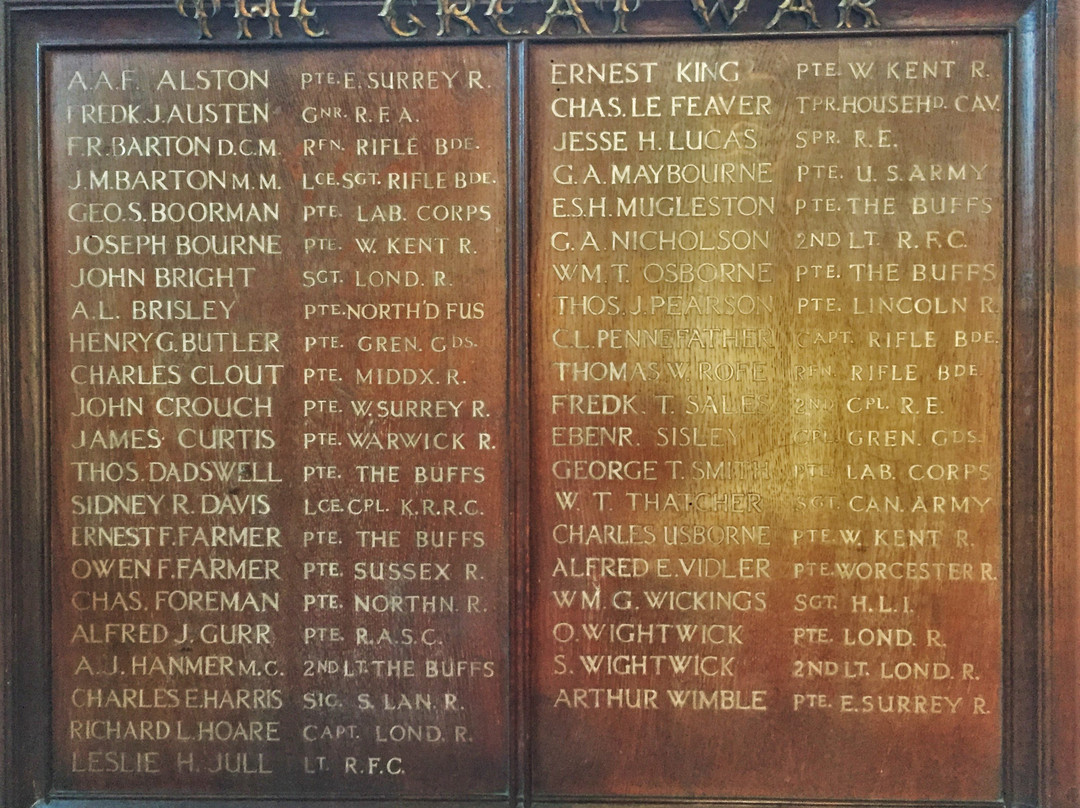 THE GREAT WAR
A.A.F. ALSTON PTE. E. SURREY R.
FREDK. J. AUSTEN GNR. R. F. A.
F.R. BARTON D.C.M. RFN. RIFLE BDE.
J.M. BARTON M.M. LCE. SGT. RIFLE BDE.
GEO. S. BOORMAN PTE. LAB. CORPS
JOSEPH BOURNE PTE. W. KENT R.
JOHN BRIGHT SGT. LOND. R.
A.L. BRISLEY PTE. NORTH'D FUS
HENRY G. BUTLER PTE. GREN. GDS.
CHARLES CLOUT PTE. MIDDX. R.
JOHN CROUCH PTE. W. SURREY R.
JAMES CURTIS PTE. WARWICK R.
THOS. DADSWELL PTE. THE BUFFS
SIDNEY R. DAVIS LCE. CPL. K.R.R.C.
ERNEST F. FARMER PTE. THE BUFFS
OWEN F. FARMER PTE. SUSSEX R.
CHAS. FOREMAN PTE. NORTHN. R.
ALFRED J. GURR PTE. R.A.S.C.
A.J. HANMER M.C. 2ND LT. THE BUFFS
CHARLES E. HARRIS SIG. S. LAN. R.
RICHARD L. HOARE CAPT. LOND. R.
LESLIE H. JULL LT. R.F.C.
ERNEST KING PTE. W. KENT R.
CHAS. LE FEAVER TPR. HOUSEHD. CAV.
JESSE H. LUCAS SPR. R.E.
G.A. MAYBOURNE PTE. U.S. ARMY
E.S.H. MUGLESTON PTE. THE BUFFS
G.A. NICHOLSON 2ND LT. R.F.C.
WM. T. OSBORNE PTE. THE BUFFS
THOS. J. PEARSON PTE. LINCOLN R.
C.L. PENNEFATHER CAPT. RIFLE BDE.
THOMAS W. ROFE RFN. RIFLE BDE.
FREDK. T. SALES 2ND CPL. R.E.
EBENR. SISLEY CPL. GREN. GDS.
GEORGE T. SMITH PTE. LAB. CORPS
W. T. THATCHER SGT. CAN. ARMY
CHARLES USBORNE PTE. W. KENT R.
ALFRED E. VIDLER PTE. WORCESTER R.
WM. G. WICKINGS SGT. H.L.I.
O. WIGHTWICK PTE. LOND. R.
S. WIGHTWICK 2ND LT. LOND. R.
ARTHUR WIMBLE PTE. E. SURREY R.